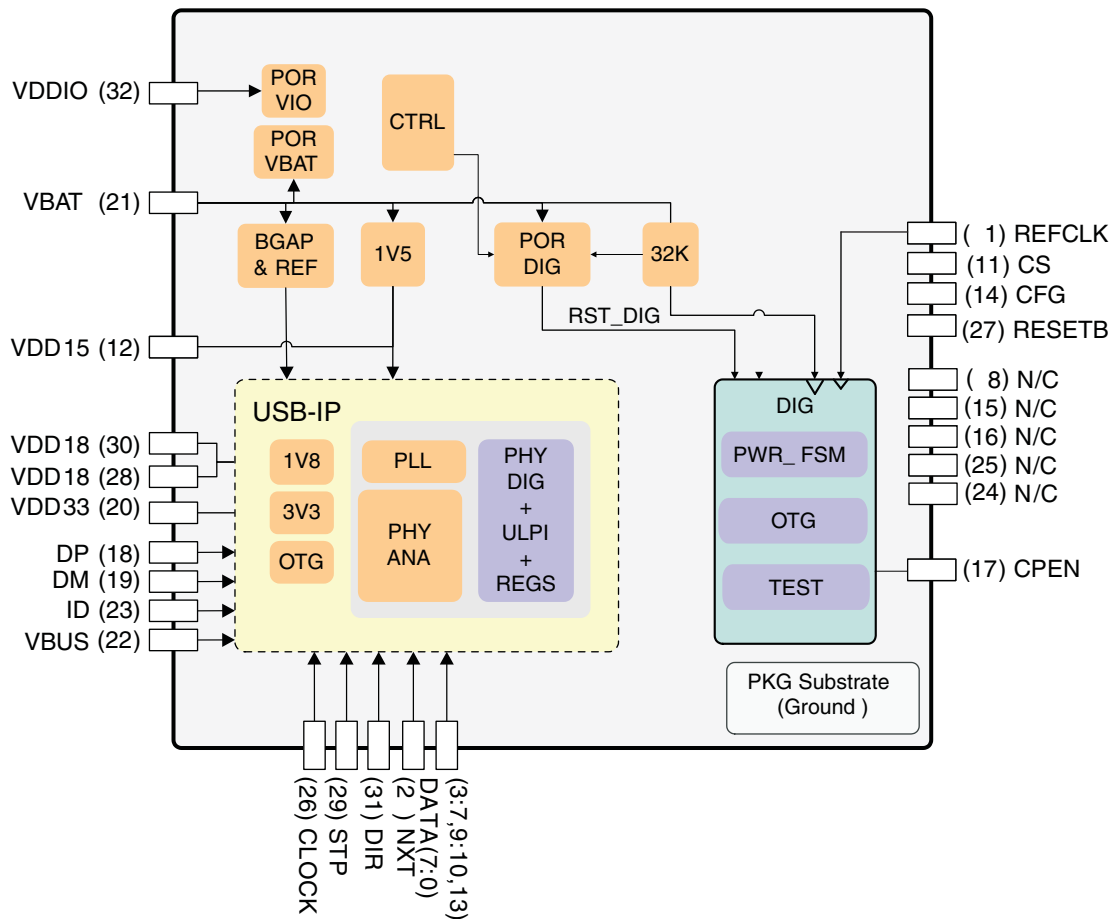 VDDIO (32)
POR
VIO
CTRL
POR
VBAT
VBAT (21)
BGAP
& REF
1V5
POR
DIG
32K
( 1) REFCLK
(11) CS
(14) CFG
(27) RESETB
RST_DIG
VDD15 (12)
( 8) N/C
(15) N/C
(16) N/C
(25) N/C
(24) N/C
USB-IP
DIG
VDD18 (30)
VDD18 (28)
VDD33 (20)
1V8
3V3
OTG
PLL
PHY
ANA
PHY
DIG
+
ULPI
+
REGS
PWR_ FSM
OTG
TEST
DP (18)
DM (19)
ID (23)
VBUS (22)
(17) CPEN
PKG Substrate
(Ground )
(26) CLOCK
(29) STP
(31) DIR
(2 ) NXT
DATA(7:0)
(3:7,9:10,13)